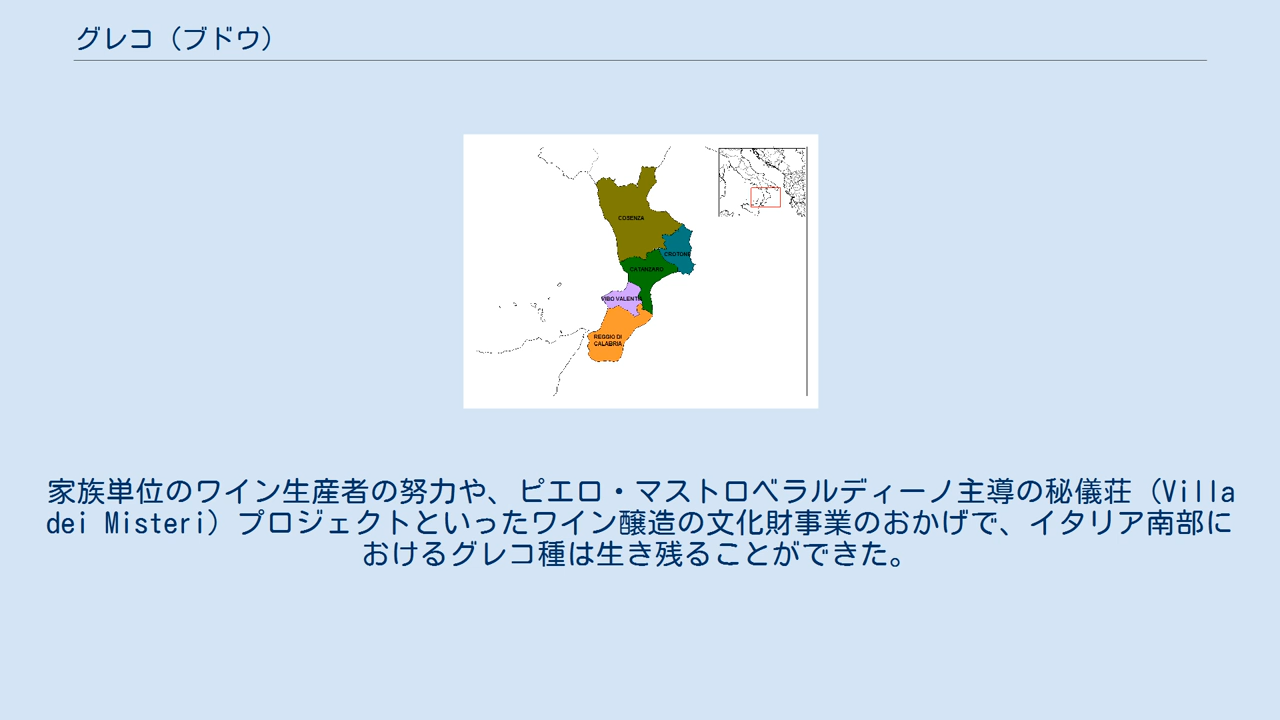 グレコ（ブドウ）
COSENZA
CROTONE
CATANZARO
VIBO VALENTIA
REGGIO DI
CALABRIA
家族単位のワイン生産者の努力や、ピエロ・マストロベラルディーノ主導の秘儀荘（Villa
dei Misteri）プロジェクトといったワイン醸造の文化財事業のおかげで、イタリア南部に
おけるグレコ種は生き残ることができた。